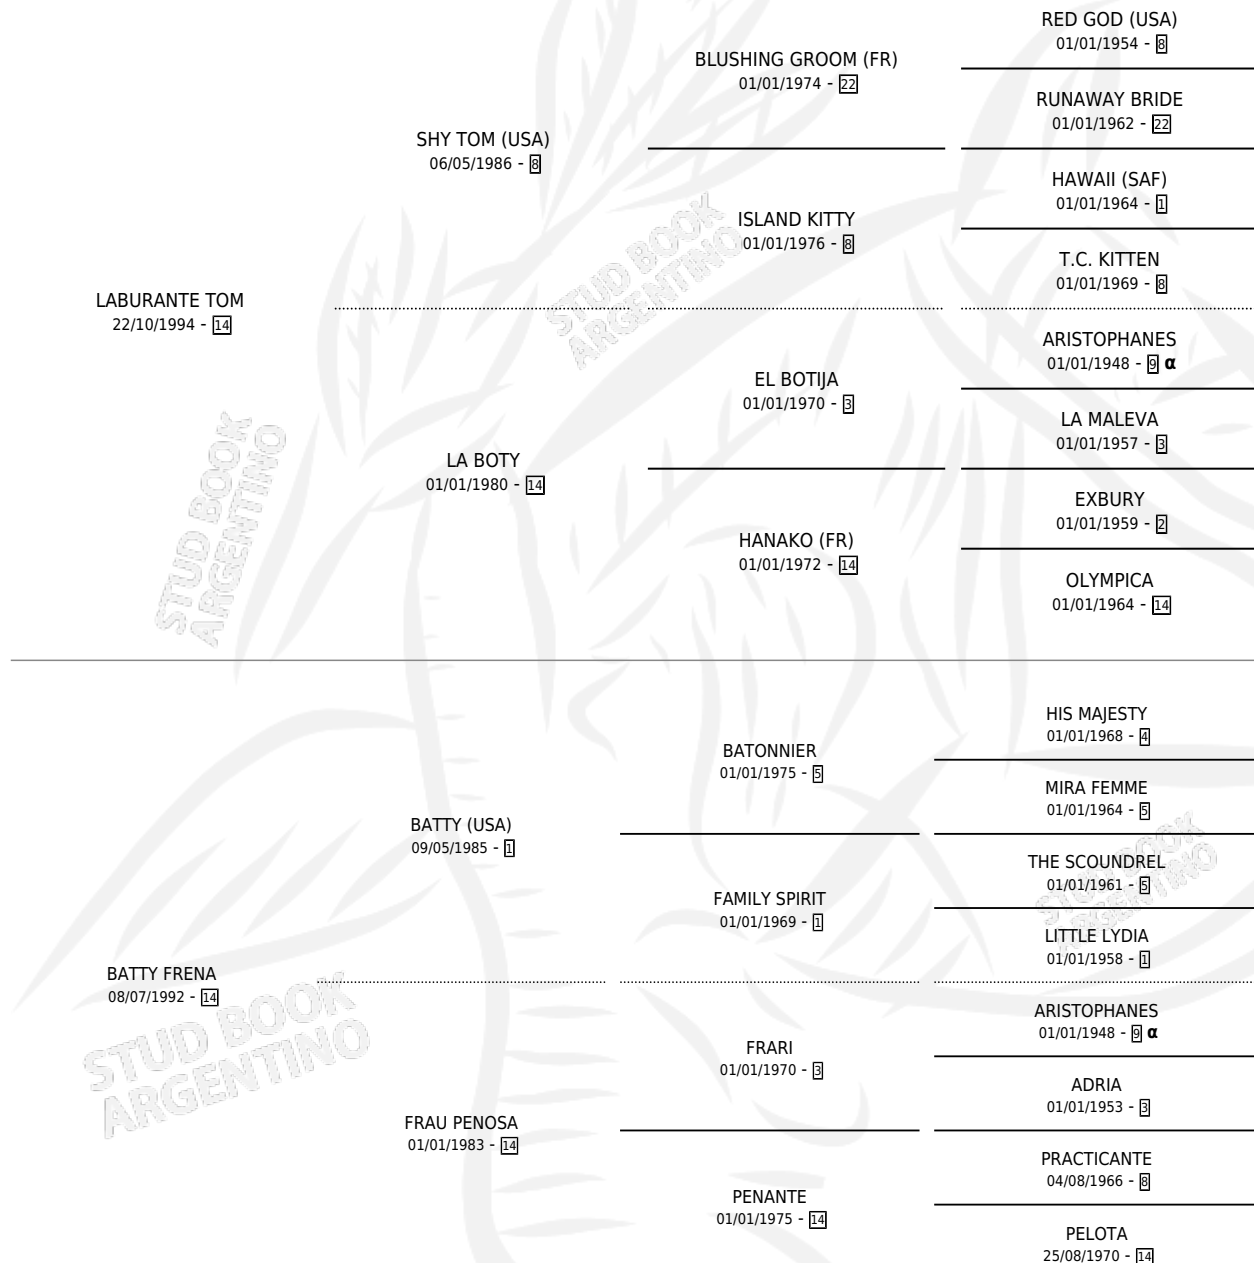 RED GOD (USA)
01/01/1954 - 8
BLUSHING GROOM (FR)
01/01/1974 - 22
RUNAWAY BRIDE
01/01/1962 - 22
SHY TOM (USA)
06/05/1986 - 8
HAWAII (SAF)
01/01/1964 - 1
ISLAND KITTY
01/01/1976 - 8
T.C. KITTEN
01/01/1969 - 8
LABURANTE TOM
22/10/1994 - 14
ARISTOPHANES
01/01/1948 - 9 α
EL BOTIJA
01/01/1970 - 3
LA MALEVA
01/01/1957 - 3
LA BOTY
01/01/1980 - 14
EXBURY
01/01/1959 - 2
HANAKO (FR)
01/01/1972 - 14
OLYMPICA
01/01/1964 - 14
STUD BOOK
ARGENTINO
STUD BOOK
ARGENTINO
HIS MAJESTY
01/01/1968 - 4
BATONNIER
01/01/1975 - 5
MIRA FEMME
01/01/1964 - 5
BATTY (USA)
09/05/1985 - 1
THE SCOUNDREL
01/01/1961 - 5
FAMILY SPIRIT
01/01/1969 - 1
LITTLE LYDIA
01/01/1958 - 1
BATTY FRENA
08/07/1992 - 14
ARISTOPHANES
01/01/1948 - 9 α
FRARI
01/01/1970 - 3
ADRIA
01/01/1953 - 3
FRAU PENOSA
01/01/1983 - 14
PRACTICANTE
04/08/1966 - 8
PENANTE
01/01/1975 - 14
PELOTA
25/08/1970 - 14
STUD BOOK
ARGENTINO
STUD BOOK
ARGENTINO